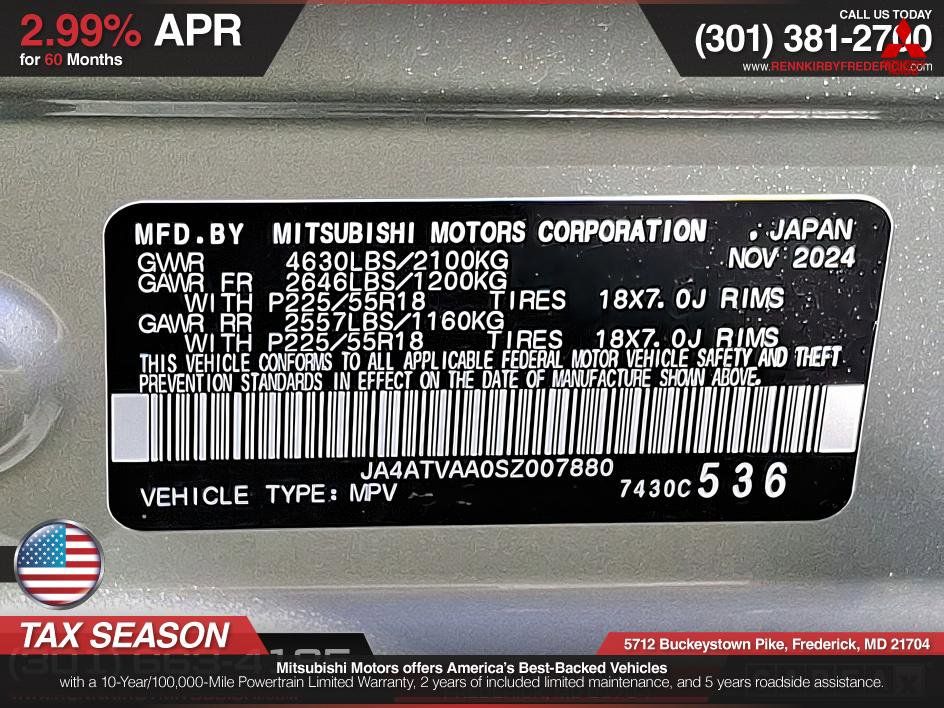 2.99% APR
for 60 Months
CALL US TODAY
(301) 381-2700
www.RENNKIRBYFREDERICK.com
MFD.BY MITSUBISHI MOTORS CORPORATION . JAPAN
GVWR 4630LBS/2100KG NOV 2024
GAWR FR 2646LBS/1200KG
WITH P225/55R18 TIRES 18X7.0J RIMS
GAWR RR 2557LBS/1160KG
WITH P225/55R18 TIRES 18X7.0J RIMS
THIS VEHICLE CONFORMS TO ALL APPLICABLE FEDERAL MOTOR VEHICLE SAFETY AND THEFT
PREVENTION STANDARDS IN EFFECT ON THE DATE OF MANUFACTURE SHOWN ABOVE.
JA4ATVAA0SZ007880
VEHICLE TYPE: MPV 7430C 536
TAX SEASON
5712 Buckeystown Pike, Frederick, MD 21704
Mitsubishi Motors offers America's Best-Backed Vehicles
with a 10-Year/100,000-Mile Powertrain Limited Warranty, 2 years of included limited maintenance, and 5 years roadside assistance.